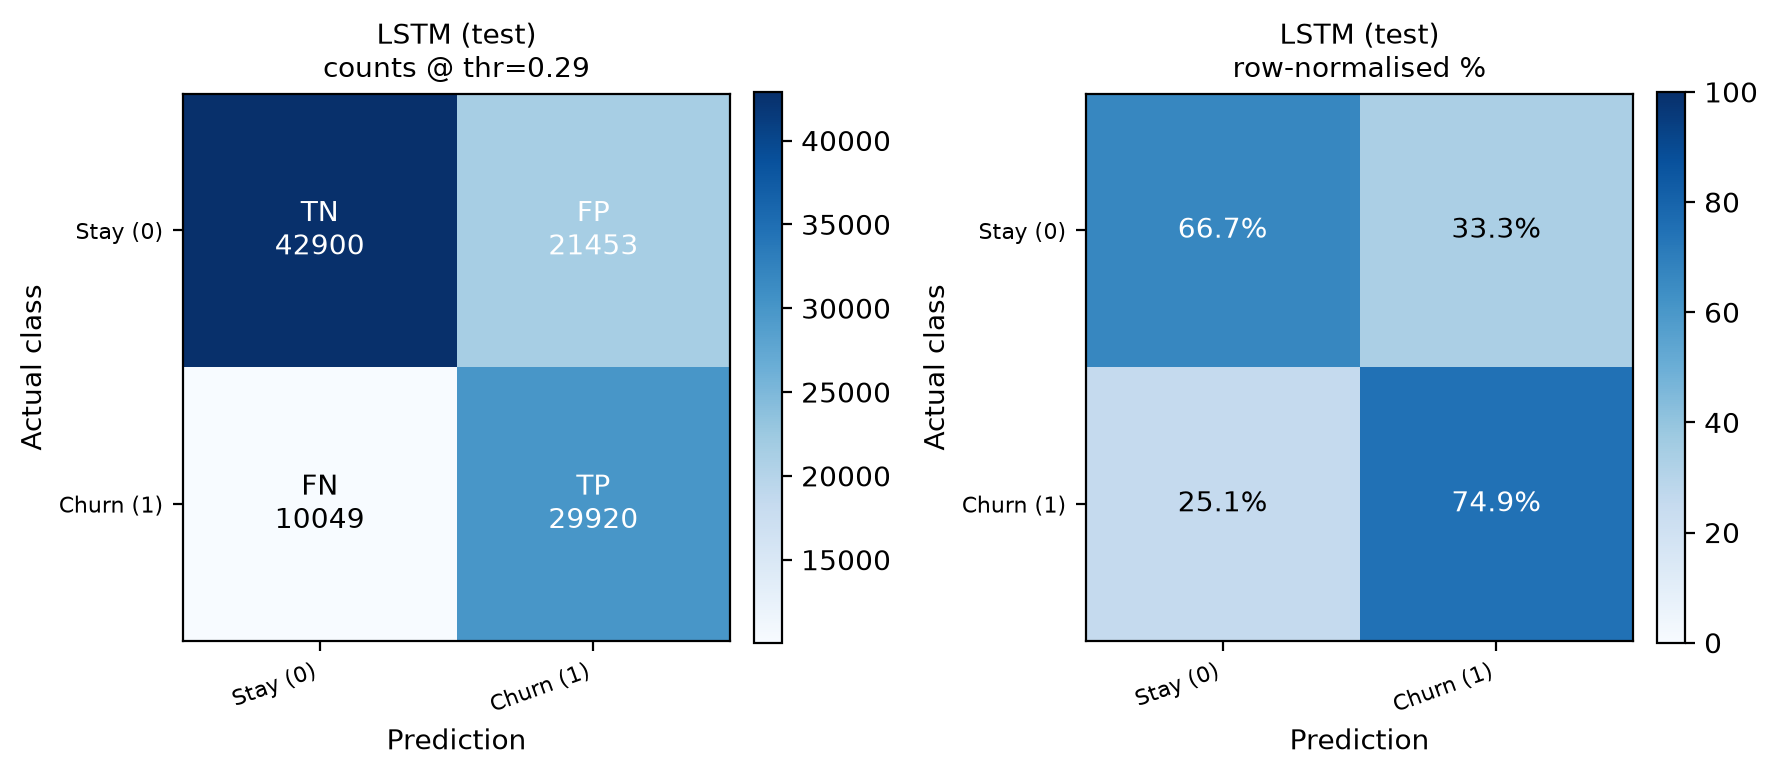 LSTM (test)
counts @ thr=0.29
TN
42900
FP
21453
FN
10049
TP
29920
Stay (0)
Churn (1)
Actual class
Stay (0)
Churn (1)
Prediction
40000
35000
30000
25000
20000
15000
LSTM (test)
row-normalised %
66.7%
33.3%
25.1%
74.9%
Stay (0)
Churn (1)
Actual class
Stay (0)
Churn (1)
Prediction
100
80
60
40
20
0